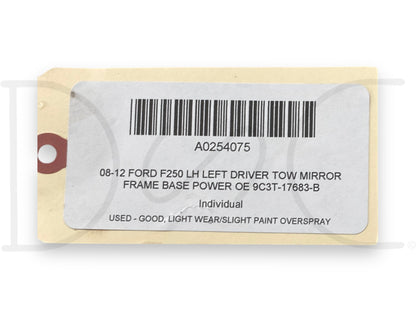 A0254075
08-12 FORD F250 LH LEFT DRIVER TOW MIRROR
FRAME BASE POWER OE 9C3T-17683-B
Individual
USED - GOOD, LIGHT WEAR/SLIGHT PAINT OVERSPRAY